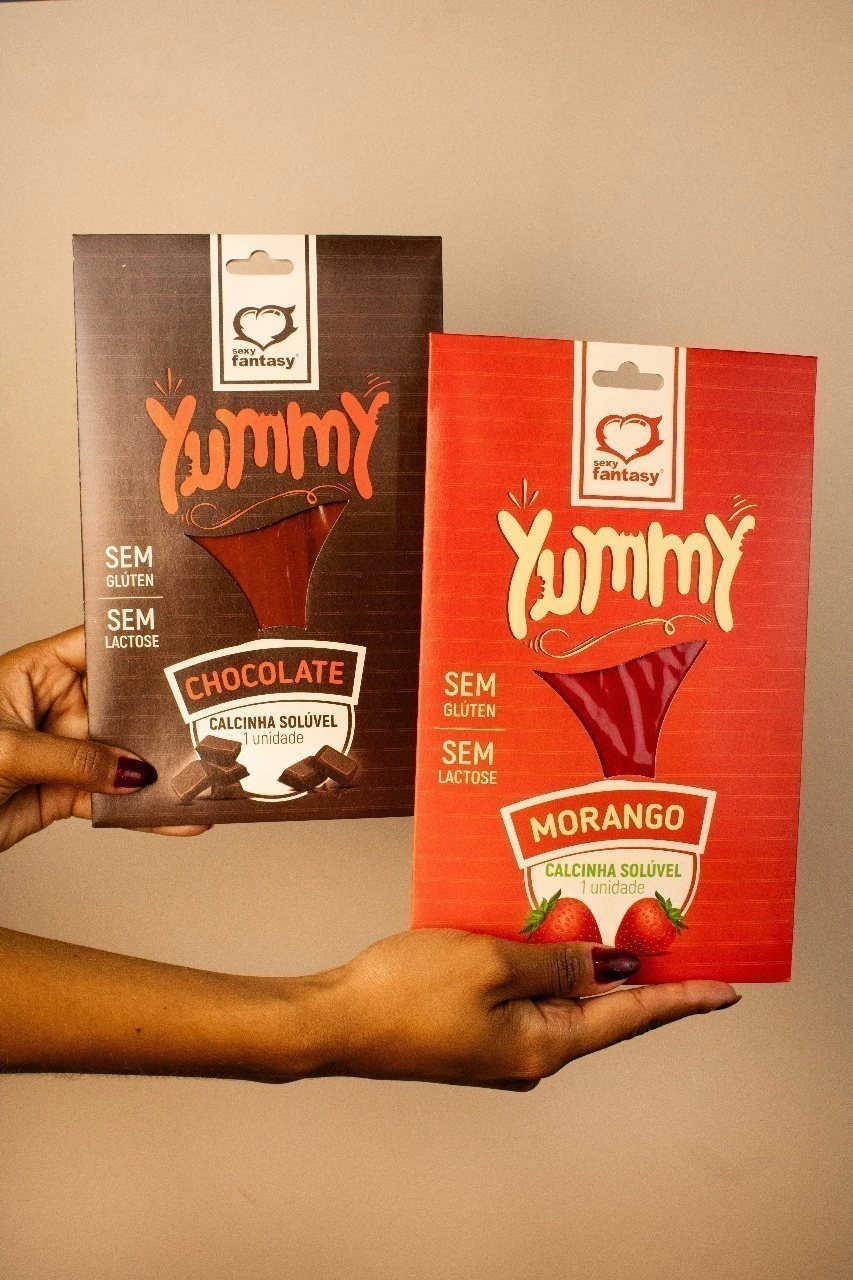 sexy
fantasy
Yummy
SEM
GLÚTEN
SEM
LACTOSE
CHOCOLATE
CALCINHA SOLÚVEL
1 unidade
sexy
fantasy
Yummy
SEM
GLÚTEN
SEM
LACTOSE
MORANGO
CALCINHA SOLÚVEL
1 unidade